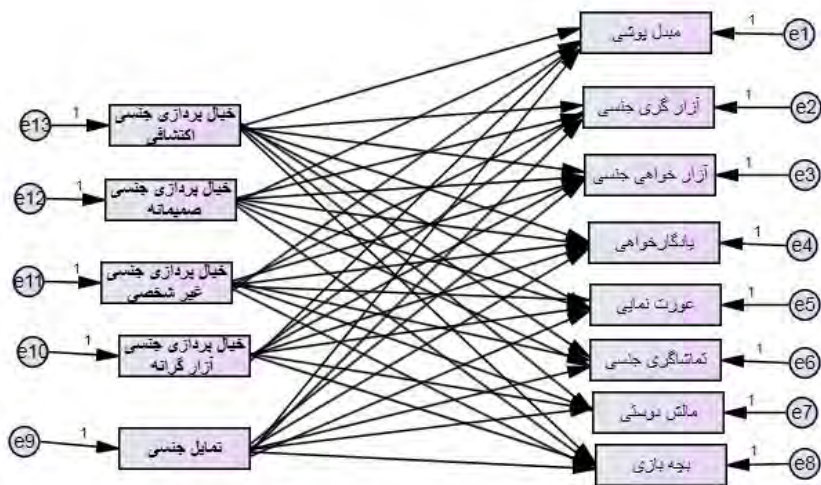 مبدل پوشی
1
e1
آزار گری جنسی
1
e2
آزار خواهی جنسی
1
e3
یادگارخواهی
1
e4
عورت نمایی
1
e5
تماشاگری جنسی
1
e6
مالش دوستی
1
e7
بچه بازی
1
e8
e13
1
خیال پردازی جنسی
اکتشافی
e12
1
خیال پردازی جنسی
صمیمانه
e11
1
خیال پردازی جنسی
غیر شخصی
e10
1
خیال پردازی جنسی
آزار گرانه
e9
1
تمایل جنسی